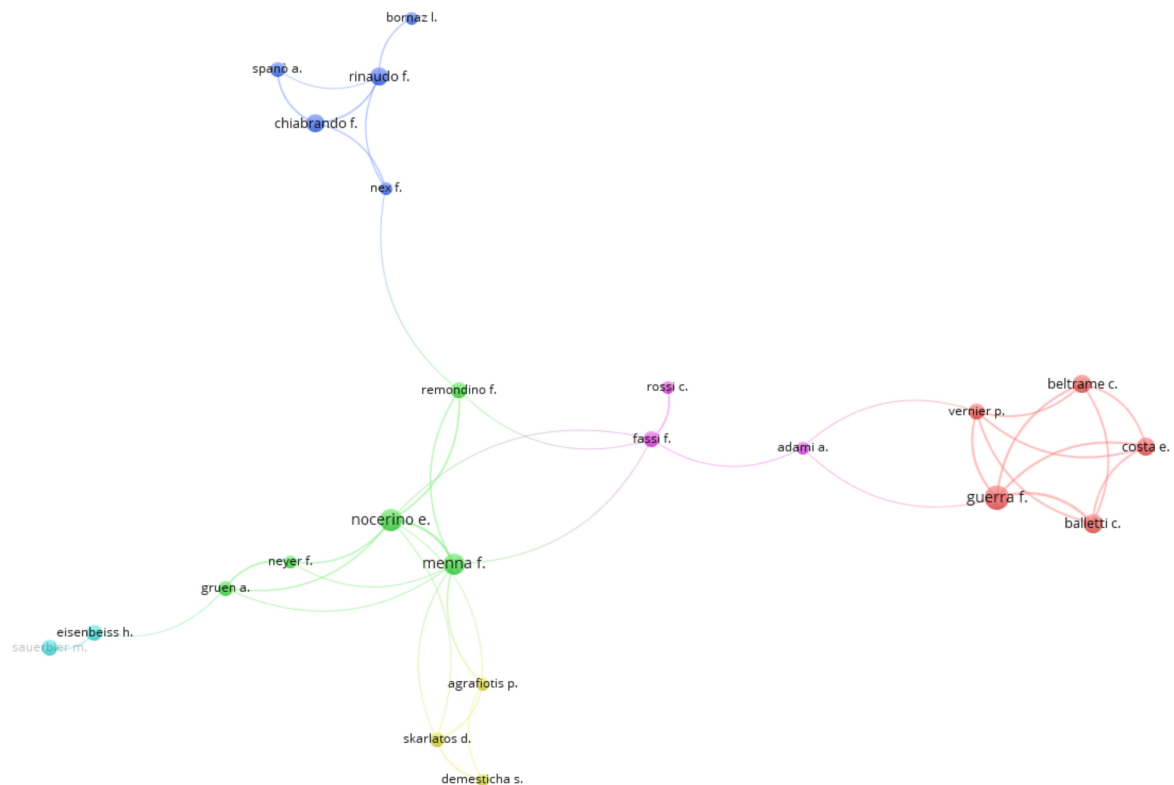 bornaz l.
spanò a.
rinaudo f.
chiabrando f.
nex f.
remondino f.
rossi c.
beltrame c.
vernier p.
fassi f.
adami a.
costa e.
guerra f.
nocerino e.
balletti c.
neyer f.
menna f.
gruen a.
eisenbeiss h.
sauerbier m.
agrafiotis p.
skarlatos d.
demesticha s.